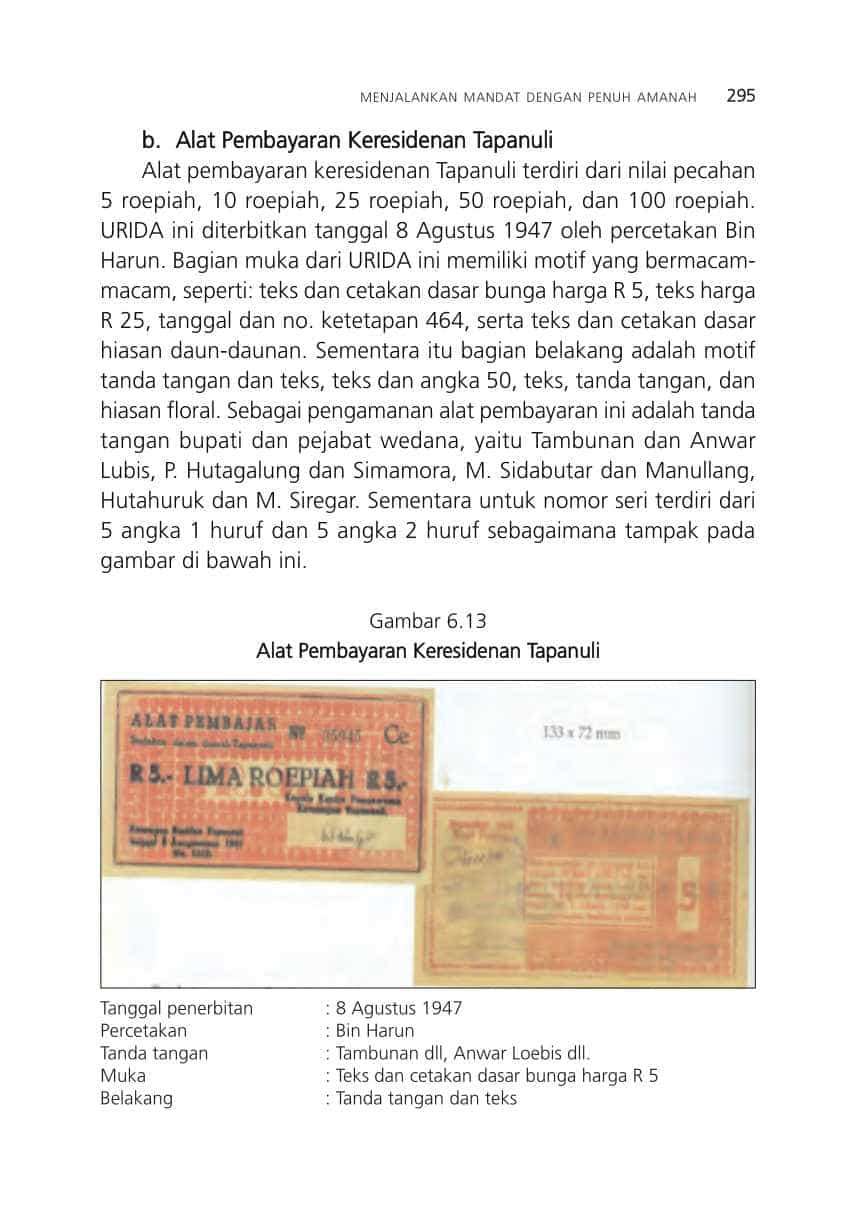 MENJALANKAN MANDAT DENGAN PENUH AMANAH 295
b. Alat Pembayaran Keresidenan Tapanuli
Alat pembayaran keresidenan Tapanuli terdiri dari nilai pecahan
5 roepiah, 10 roepiah, 25 roepiah, 50 roepiah, dan 100 roepiah.
URIDA ini diterbitkan tanggal 8 Agustus 1947 oleh percetakan Bin
Harun. Bagian muka dari URIDA ini memiliki motif yang bermacam-
macam, seperti: teks dan cetakan dasar bunga harga R 5, teks harga
R 25, tanggal dan no. ketetapan 464, serta teks dan cetakan dasar
hiasan daun-daunan. Sementara itu bagian belakang adalah motif
tanda tangan dan teks, teks dan angka 50, teks, tanda tangan, dan
hiasan floral. Sebagai pengamanan alat pembayaran ini adalah tanda
tangan bupati dan pejabat wedana, yaitu Tambunan dan Anwar
Lubis, P. Hutagalung dan Simamora, M. Sidabutar dan Manullang,
Hutahuruk dan M. Siregar. Sementara untuk nomor seri terdiri dari
5 angka 1 huruf dan 5 angka 2 huruf sebagaimana tampak pada
gambar di bawah ini.
Gambar 6.13
Alat Pembayaran Keresidenan Tapanuli
ALAT PEMBAJAR
No Ce
R 5.- LIMA ROEPIAH R 5.-
133 x 72 mm
5
Tanggal penerbitan : 8 Agustus 1947
Percetakan : Bin Harun
Tanda tangan : Tambunan dll, Anwar Loebis dll.
Muka : Teks dan cetakan dasar bunga harga R 5
Belakang : Tanda tangan dan teks